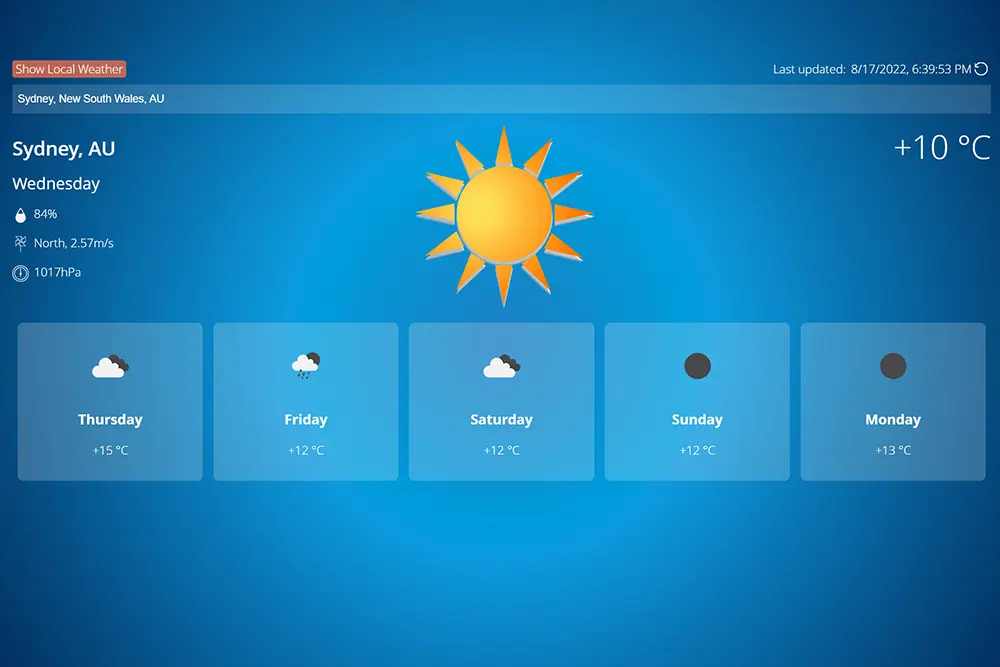 Show Local Weather
Last updated: 8/17/2022, 6:39:53 PM
Sydney, New South Wales, AU
Sydney, AU
+10 °C
Wednesday
84%
North, 2.57m/s
1017hPa
Thursday
+15 °C
Friday
+12 °C
Saturday
+12 °C
Sunday
+12 °C
Monday
+13 °C